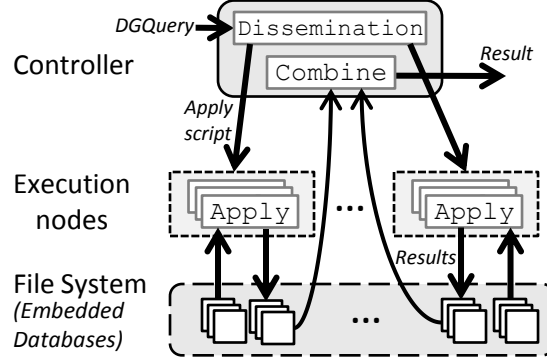 DGQuery
Dissemination
Result
Controller
Combine
Apply
script
Execution
nodes
Apply
...
Apply
File System
(Embedded
Databases)
Results
...